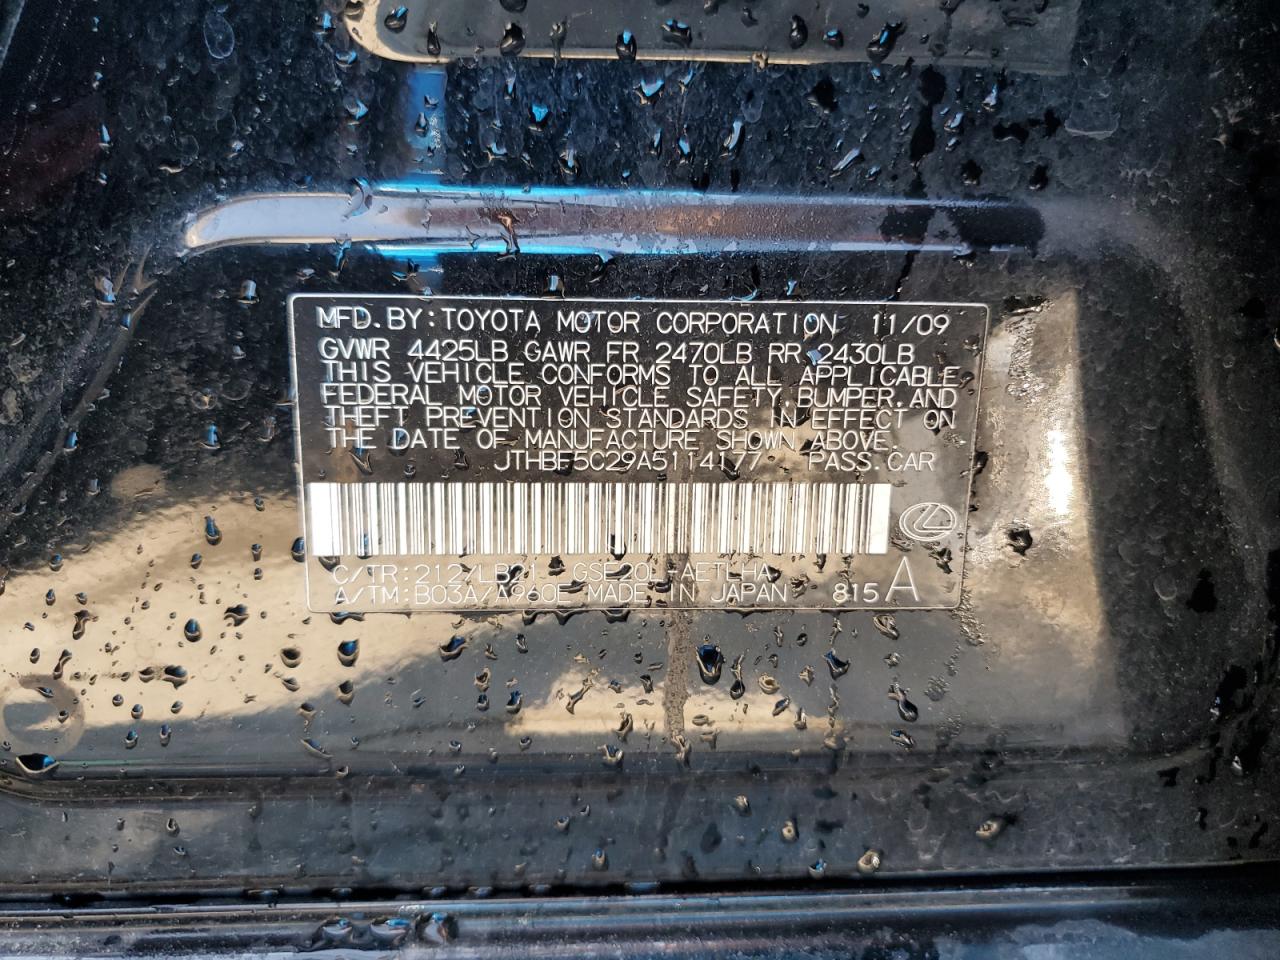 MFD.BY:TOYOTA MOTOR CORPORATION 11/09
GVWR 4425LB GAWR FR 2470LB RR 2430LB
THIS VEHICLE CONFORMS TO ALL APPLICABLE
FEDERAL MOTOR VEHICLE SAFETY,BUMPER,AND
THEFT PREVENTION STANDARDS IN EFFECT ON
THE DATE OF MANUFACTURE SHOWN ABOVE.
JTHBF5C29A5114177 PASS.CAR
C/TR:212/LB21 GSE20L-AETLHA
A/TM:B03A/A960E MADE IN JAPAN 815 A